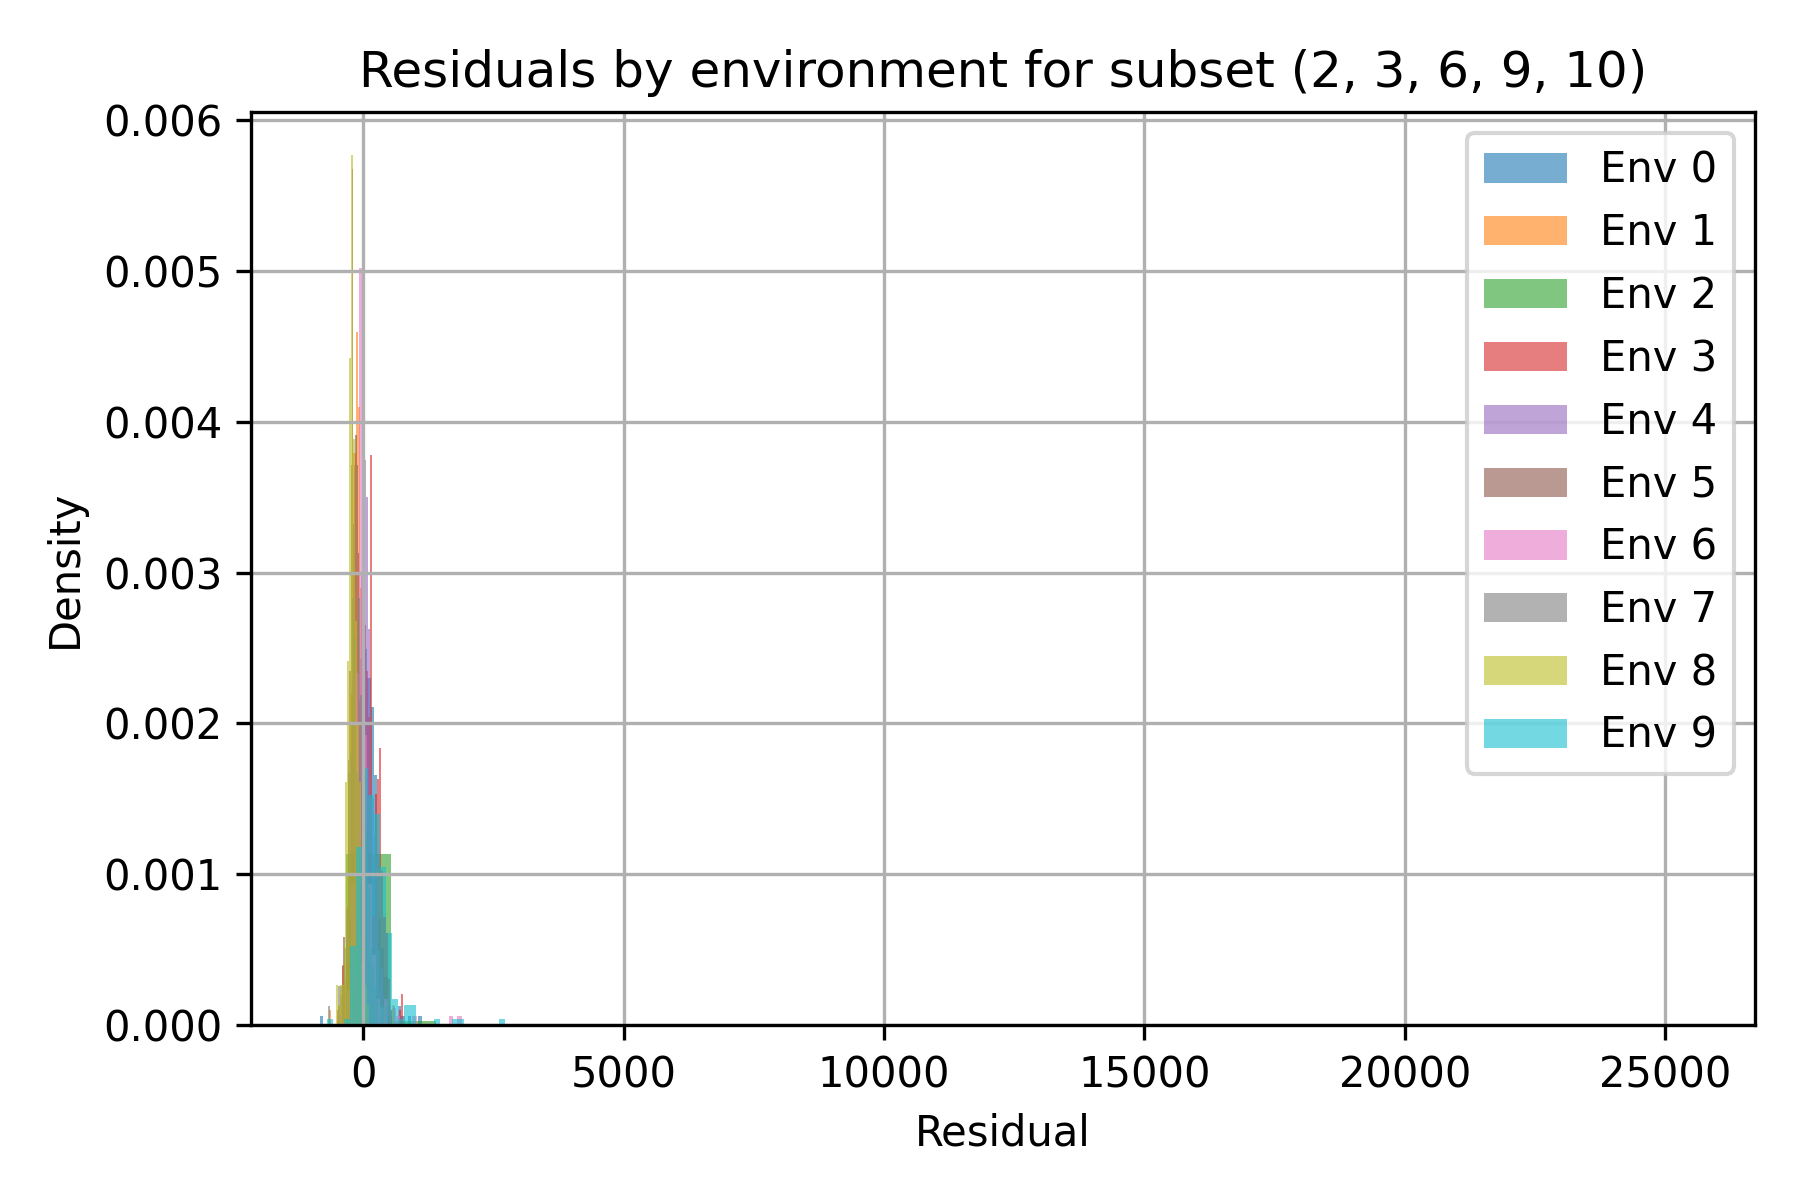 Residuals by environment for subset (2, 3, 6, 9, 10)
0.006
0.005
0.004
0.003
0.002
0.001
0.000
Density
0
5000
10000
15000
20000
25000
Residual
Env 0
Env 1
Env 2
Env 3
Env 4
Env 5
Env 6
Env 7
Env 8
Env 9